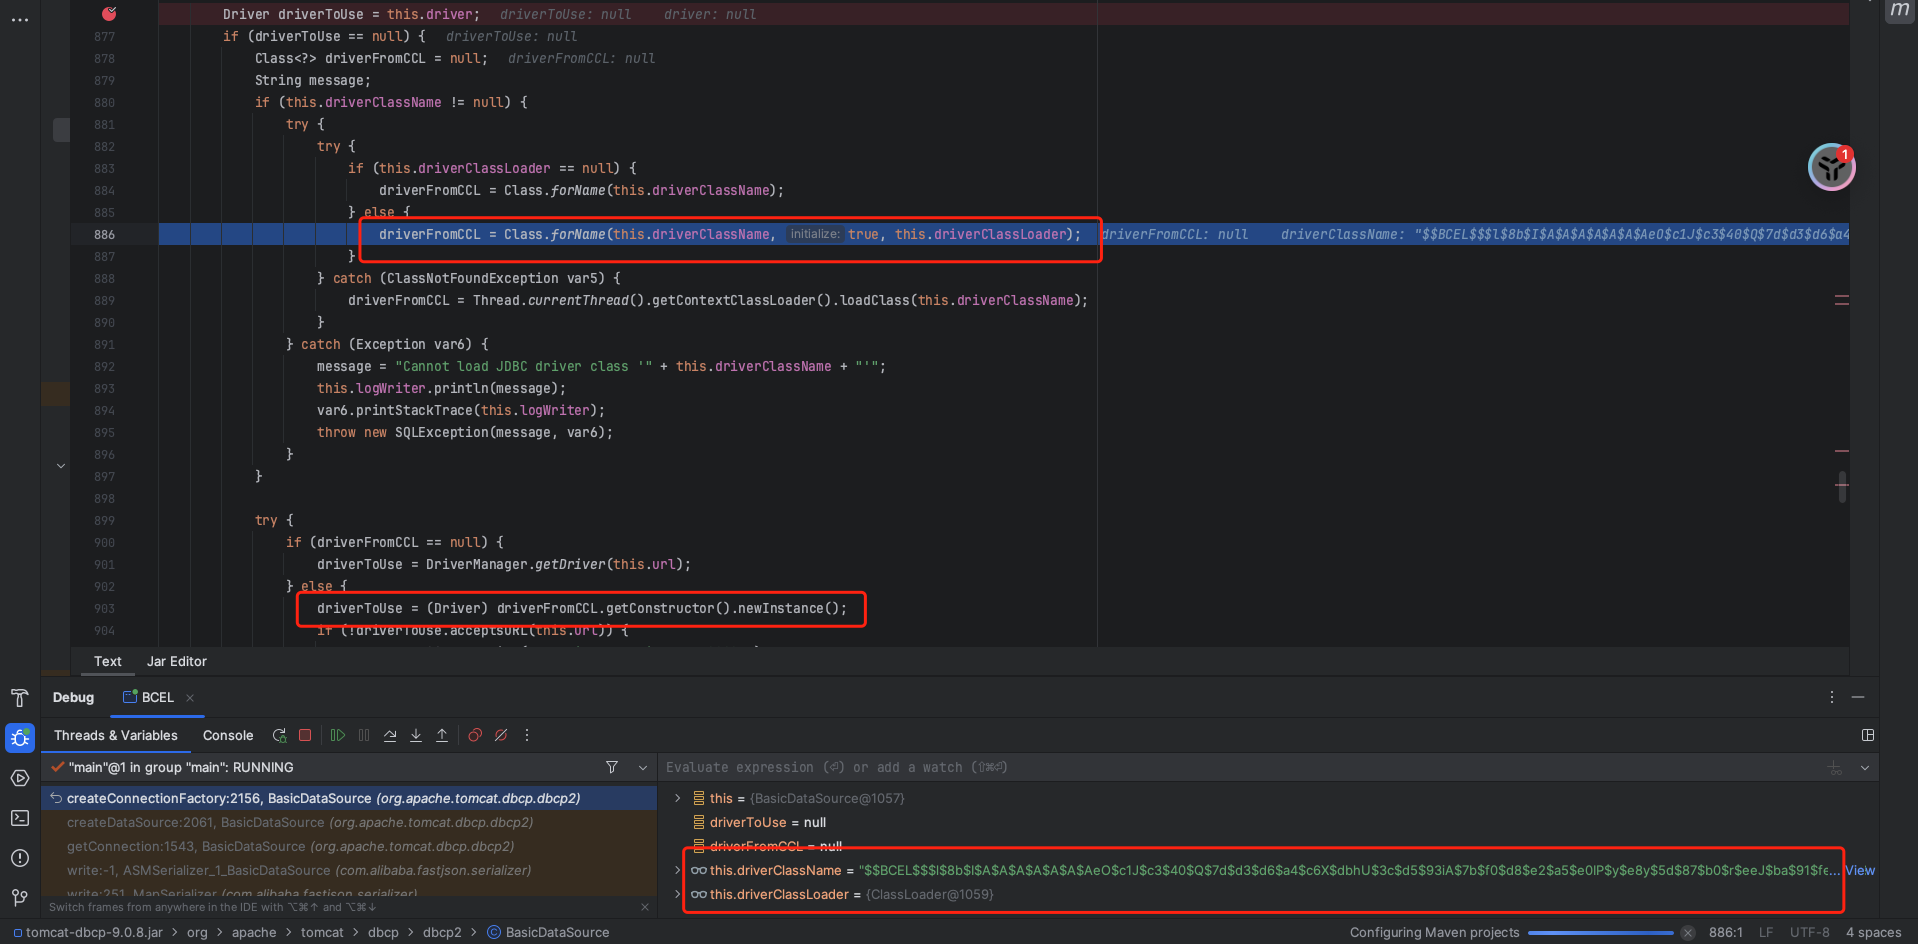 Driver driverToUse = this.driver;   driverToUse: null    driver: null
877 if (driverToUse == null) {   driverToUse: null
878 Class<?> driverFromCCL = null;   driverFromCCL: null
879 String message;
880 if (this.driverClassName != null) {
881 try {
882 try {
883 if (this.driverClassLoader == null) {
884 driverFromCCL = Class.forName(this.driverClassName);
885 } else {
886 driverFromCCL = Class.forName(this.driverClassName, initialize: true, this.driverClassLoader);   driverFromCCL: null    driverClassName: "$$BCEL$$$l$8b$I$A$A$A$A$A$A$AeO$c1J$c3$40$Q$7d$d3$d6$a4
887 }
888 } catch (ClassNotFoundException var5) {
889 driverFromCCL = Thread.currentThread().getContextClassLoader().loadClass(this.driverClassName);
890 }
891 } catch (Exception var6) {
892 message = "Cannot load JDBC driver class '" + this.driverClassName + "'";
893 this.logWriter.println(message);
894 var6.printStackTrace(this.logWriter);
895 throw new SQLException(message, var6);
896 }
897 }
898
899 try {
900 if (driverFromCCL == null) {
901 driverToUse = DriverManager.getDriver(this.url);
902 } else {
903 driverToUse = (Driver) driverFromCCL.getConstructor().newInstance();
904 if (!driverToUse.acceptsURL(this.url)) {
m
1
Text Jar Editor
Debug BCEL
Threads & Variables Console
"main"@1 in group "main": RUNNING
Evaluate expression (⏎) or add a watch (⇧⌘⏎)
createConnectionFactory:2156, BasicDataSource (org.apache.tomcat.dbcp.dbcp2)
createDataSource:2061, BasicDataSource (org.apache.tomcat.dbcp.dbcp2)
getConnection:1543, BasicDataSource (org.apache.tomcat.dbcp.dbcp2)
write:-1, ASMSerializer_1_BasicDataSource (com.alibaba.fastjson.serializer)
write:251, MapSerializer (com.alibaba.fastjson.serializer)
Switch frames from anywhere in the IDE with ⌥⌘↑ and ⌥⌘↓
this = {BasicDataSource@1057}
driverToUse = null
driverFromCCL = null
this.driverClassName = "$$BCEL$$$l$8b$I$A$A$A$A$A$A$AeO$c1J$c3$40$Q$7d$d3$d6$a4$c6X$dbhU$3c$d5$93iA$7b$f0$d8$e2$a5$e0lP$y$e8y$5d$87$b0$r$eeJ$ba$91$fe... View
this.driverClassLoader = {ClassLoader@1059}
tomcat-dbcp-9.0.8.jar > org > apache > tomcat > dbcp > dbcp2 > BasicDataSource
Configuring Maven projects 886:1 LF UTF-8 4 spaces